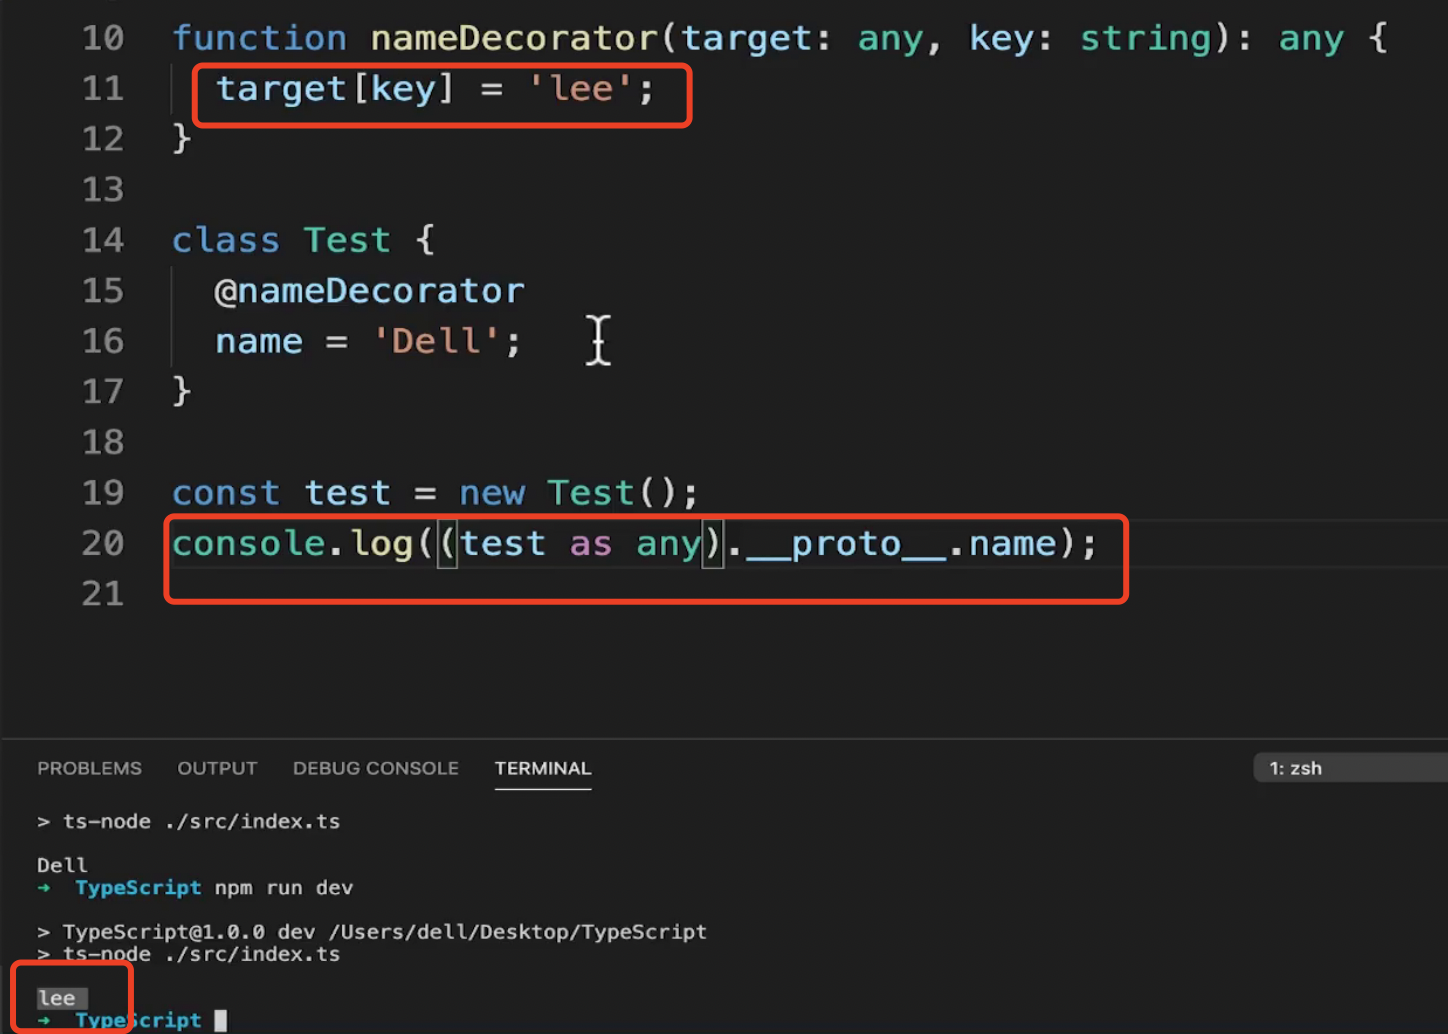 10 function nameDecorator(target: any, key: string): any {
11   target[key] = 'lee';
12 }
13
14 class Test {
15   @nameDecorator
16   name = 'Dell';
17 }
18
19 const test = new Test();
20 console.log((test as any).__proto__.name);
21
PROBLEMS OUTPUT DEBUG CONSOLE TERMINAL 1: zsh
> ts-node ./src/index.ts
Dell
➜ TypeScript npm run dev
> TypeScript@1.0.0 dev /Users/dell/Desktop/TypeScript
> ts-node ./src/index.ts
lee
➜ TypeScript